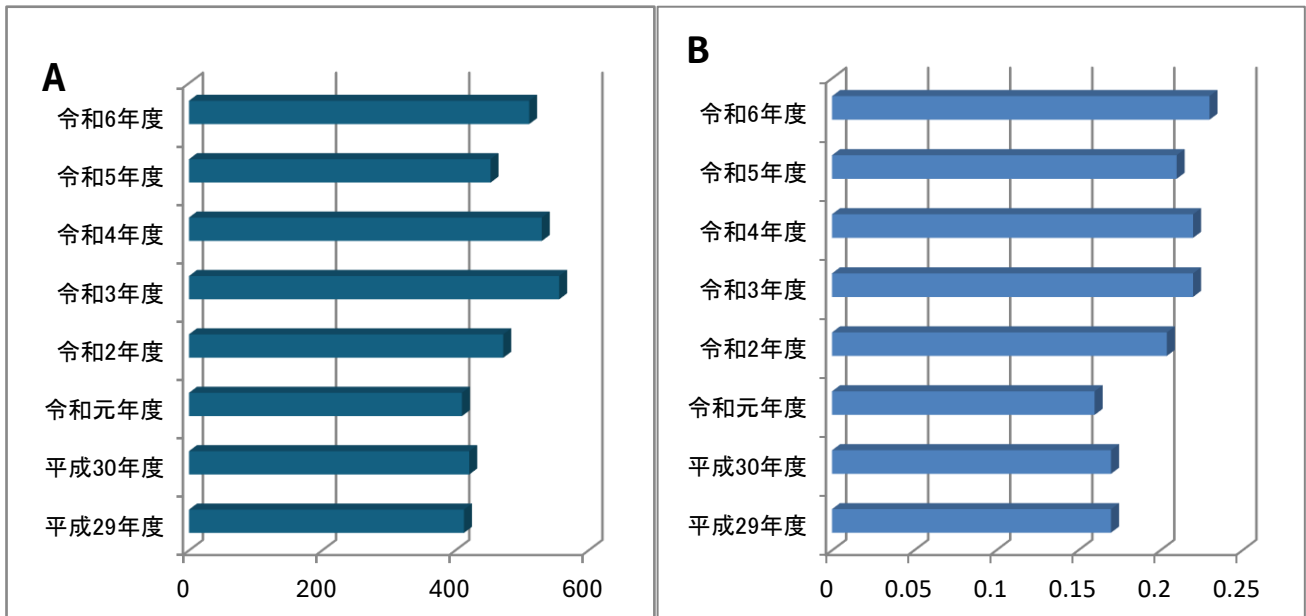 A
令和6年度
令和5年度
令和4年度
令和3年度
令和2年度
令和元年度
平成30年度
平成29年度
0 200 400 600
B
令和6年度
令和5年度
令和4年度
令和3年度
令和2年度
令和元年度
平成30年度
平成29年度
0 0.05 0.1 0.15 0.2 0.25